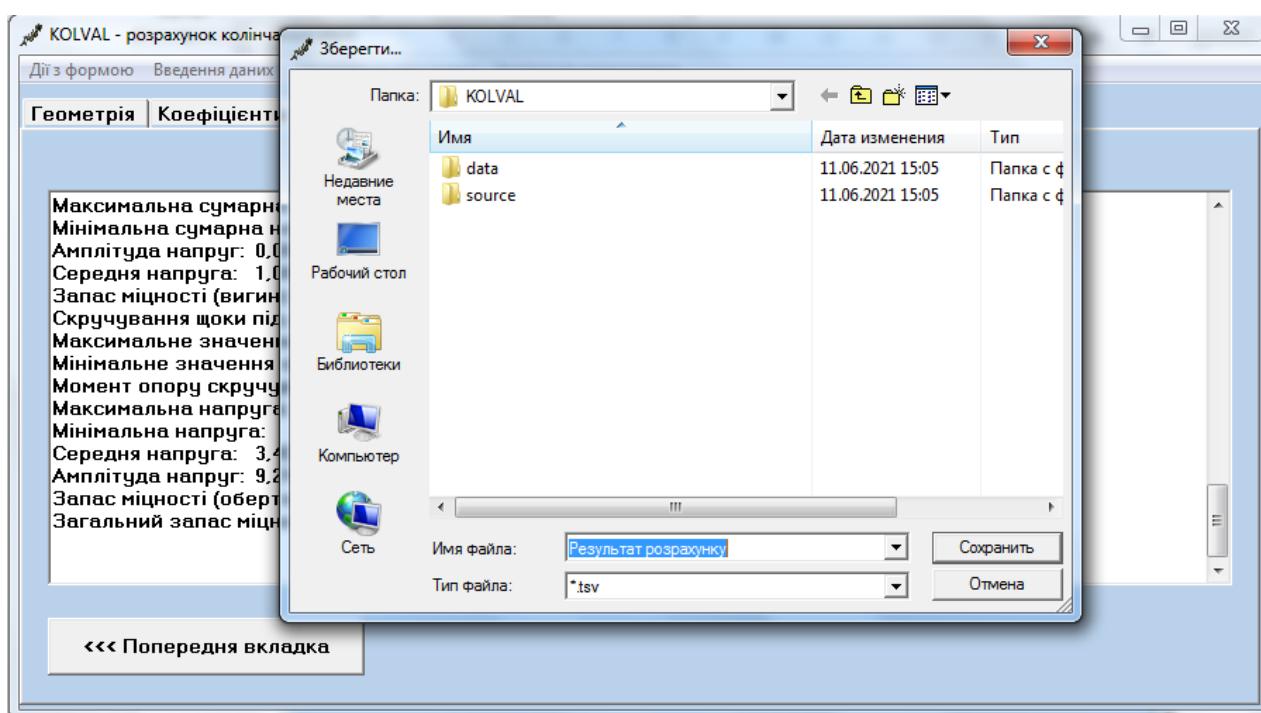 KOLVAL - розрахунок колінча
Дії з формою Введення даних
Геометрія Коефіцієнти
Максимальна сумарна
Мінімальна сумарна н
Амплітуда напруг: 0,0
Середня напруга: 1,0
Запас міцності (вигин
Скручування щоки під
Максимальне значенн
Мінімальне значення
Момент опору скручу
Максимальна напруга
Мінімальна напруга:
Середня напруга: 3,4
Амплітуда напруг: 9,2
Запас міцності (оберт
Загальний запас міцн
<<< Попередня вкладка
Зберегти...
Папка: KOLVAL
Имя Дата изменения Тип
data 11.06.2021 15:05 Папка с ф
source 11.06.2021 15:05 Папка с ф
Недавние
места
Рабочий стол
Библиотеки
Компьютер
Сеть
Имя файла: Результат розрахунку Сохранить
Тип файла: *.tsv Отмена